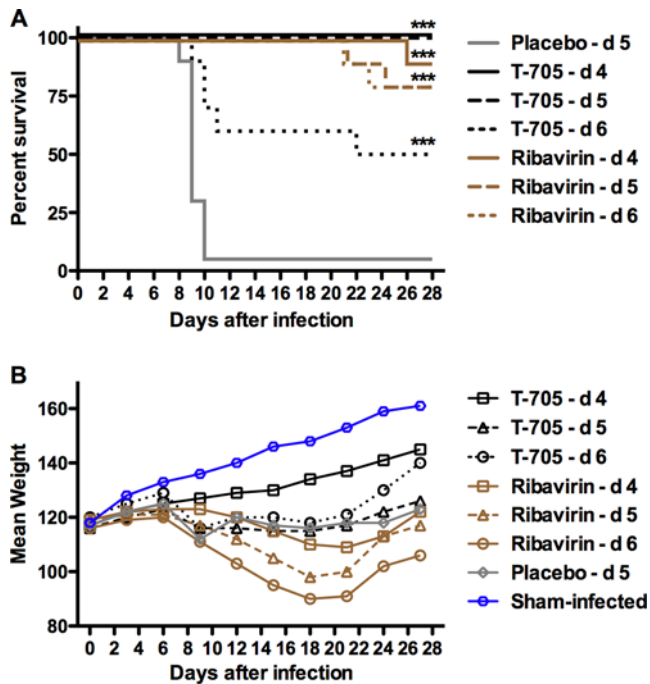 A
Percent survival
100
75
50
25
0
***
***
***
***
0 2 4 6 8 10 12 14 16 18 20 22 24 26 28
Days after infection
Placebo - d 5
T-705 - d 4
T-705 - d 5
T-705 - d 6
Ribavirin - d 4
Ribavirin - d 5
Ribavirin - d 6
B
Mean Weight
160
140
120
100
80
0 2 4 6 8 10 12 14 16 18 20 22 24 26 28
Days after infection
T-705 - d 4
T-705 - d 5
T-705 - d 6
Ribavirin - d 4
Ribavirin - d 5
Ribavirin - d 6
Placebo - d 5
Sham-infected